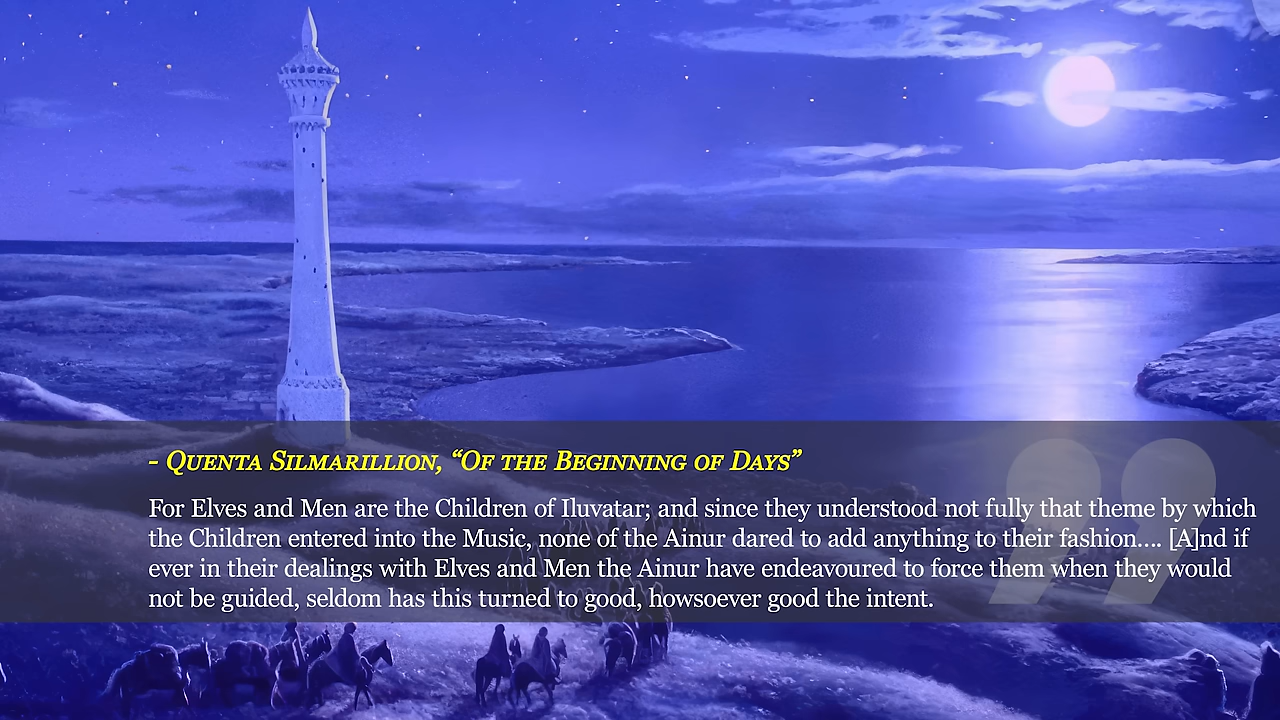 - Quenta Silmarillion, “Of the Beginning of Days”
For Elves and Men are the Children of Iluvatar; and since they understood not fully that theme by which
the Children entered into the Music, none of the Ainur dared to add anything to their fashion.... [A]nd if
ever in their dealings with Elves and Men the Ainur have endeavoured to force them when they would
not be guided, seldom has this turned to good, howsoever good the intent.